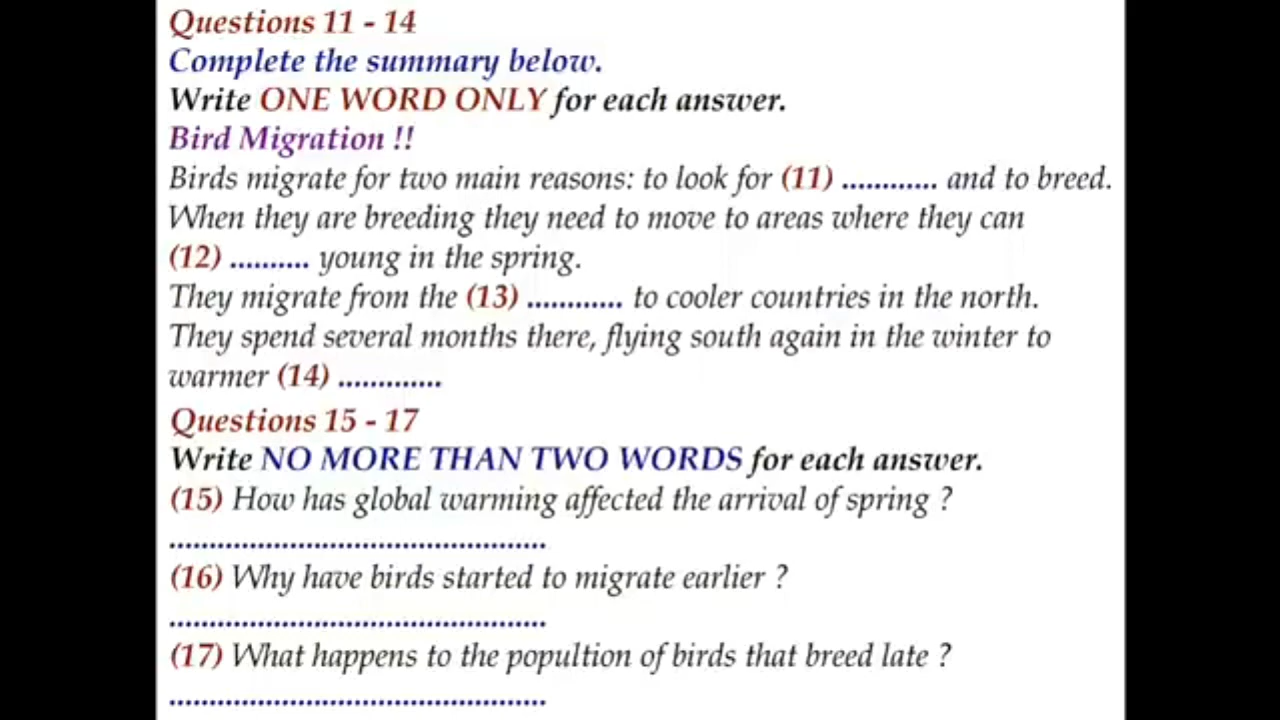 Questions 11 - 14
Complete the summary below.
Write ONE WORD ONLY for each answer.
Bird Migration !!
Birds migrate for two main reasons: to look for (11) ............ and to breed.
When they are breeding they need to move to areas where they can
(12) .......... young in the spring.
They migrate from the (13) ............ to cooler countries in the north.
They spend several months there, flying south again in the winter to
warmer (14) .............
Questions 15 - 17
Write NO MORE THAN TWO WORDS for each answer.
(15) How has global warming affected the arrival of spring ?
...............................................
(16) Why have birds started to migrate earlier ?
...............................................
(17) What happens to the popultion of birds that breed late ?
...............................................